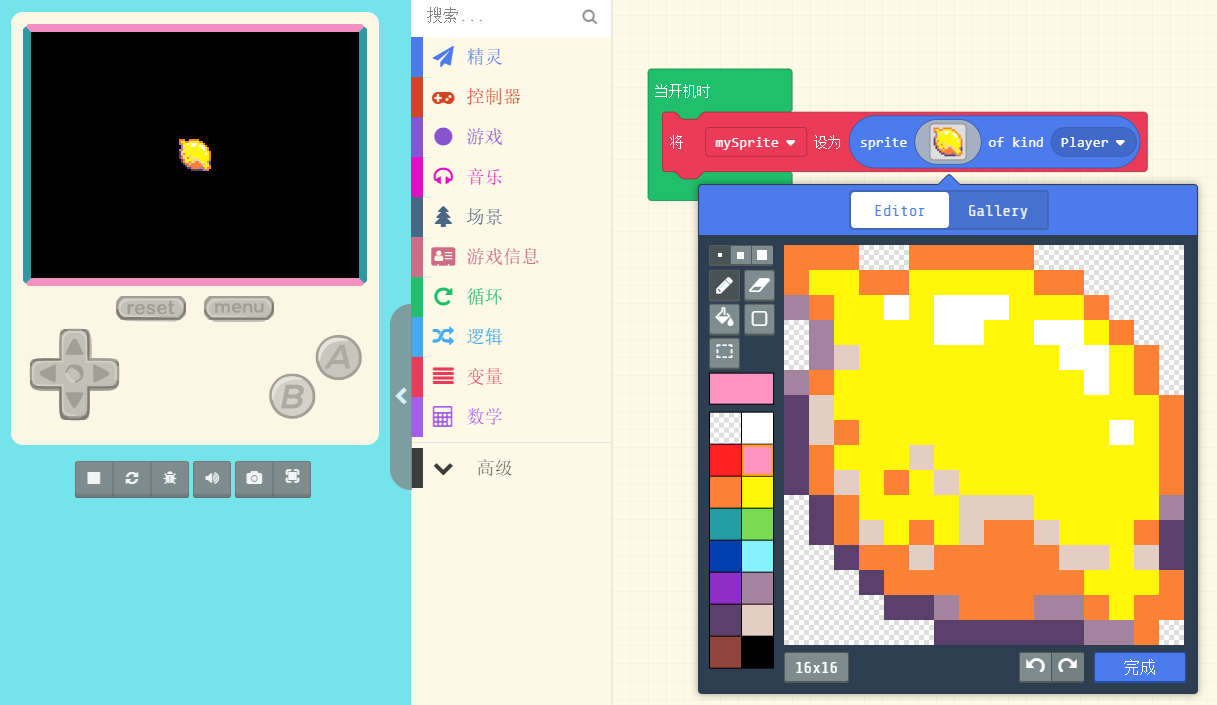 搜索...
精灵
控制器
游戏
音乐
场景
游戏信息
循环
逻辑
变量
数学
高级
reset
menu
A
B
当开机时
将 mySprite 设为 sprite of kind Player
Editor Gallery
16x16
完成